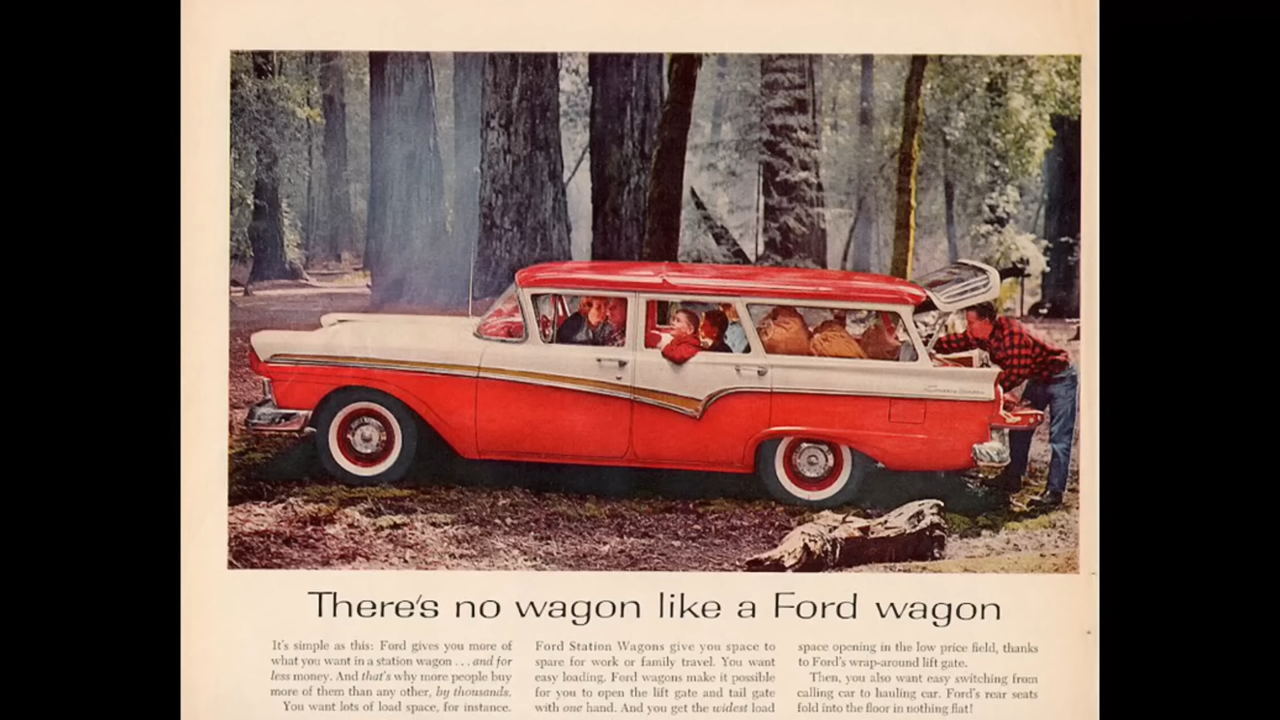 Country Sedan
There's no wagon like a Ford wagon
It's simple as this: Ford gives you more of
what you want in a station wagon . . . and for
less money. And that's why more people buy
more of them than any other, by thousands.
You want lots of load space, for instance.
Ford Station Wagons give you space to
spare for work or family travel. You want
easy loading. Ford wagons make it possible
for you to open the lift gate and tail gate
with one hand. And you get the widest load
space opening in the low price field, thanks
to Ford's wrap-around lift gate.
Then, you also want easy switching from
calling car to hauling car. Ford's rear seats
fold into the floor in nothing flat!